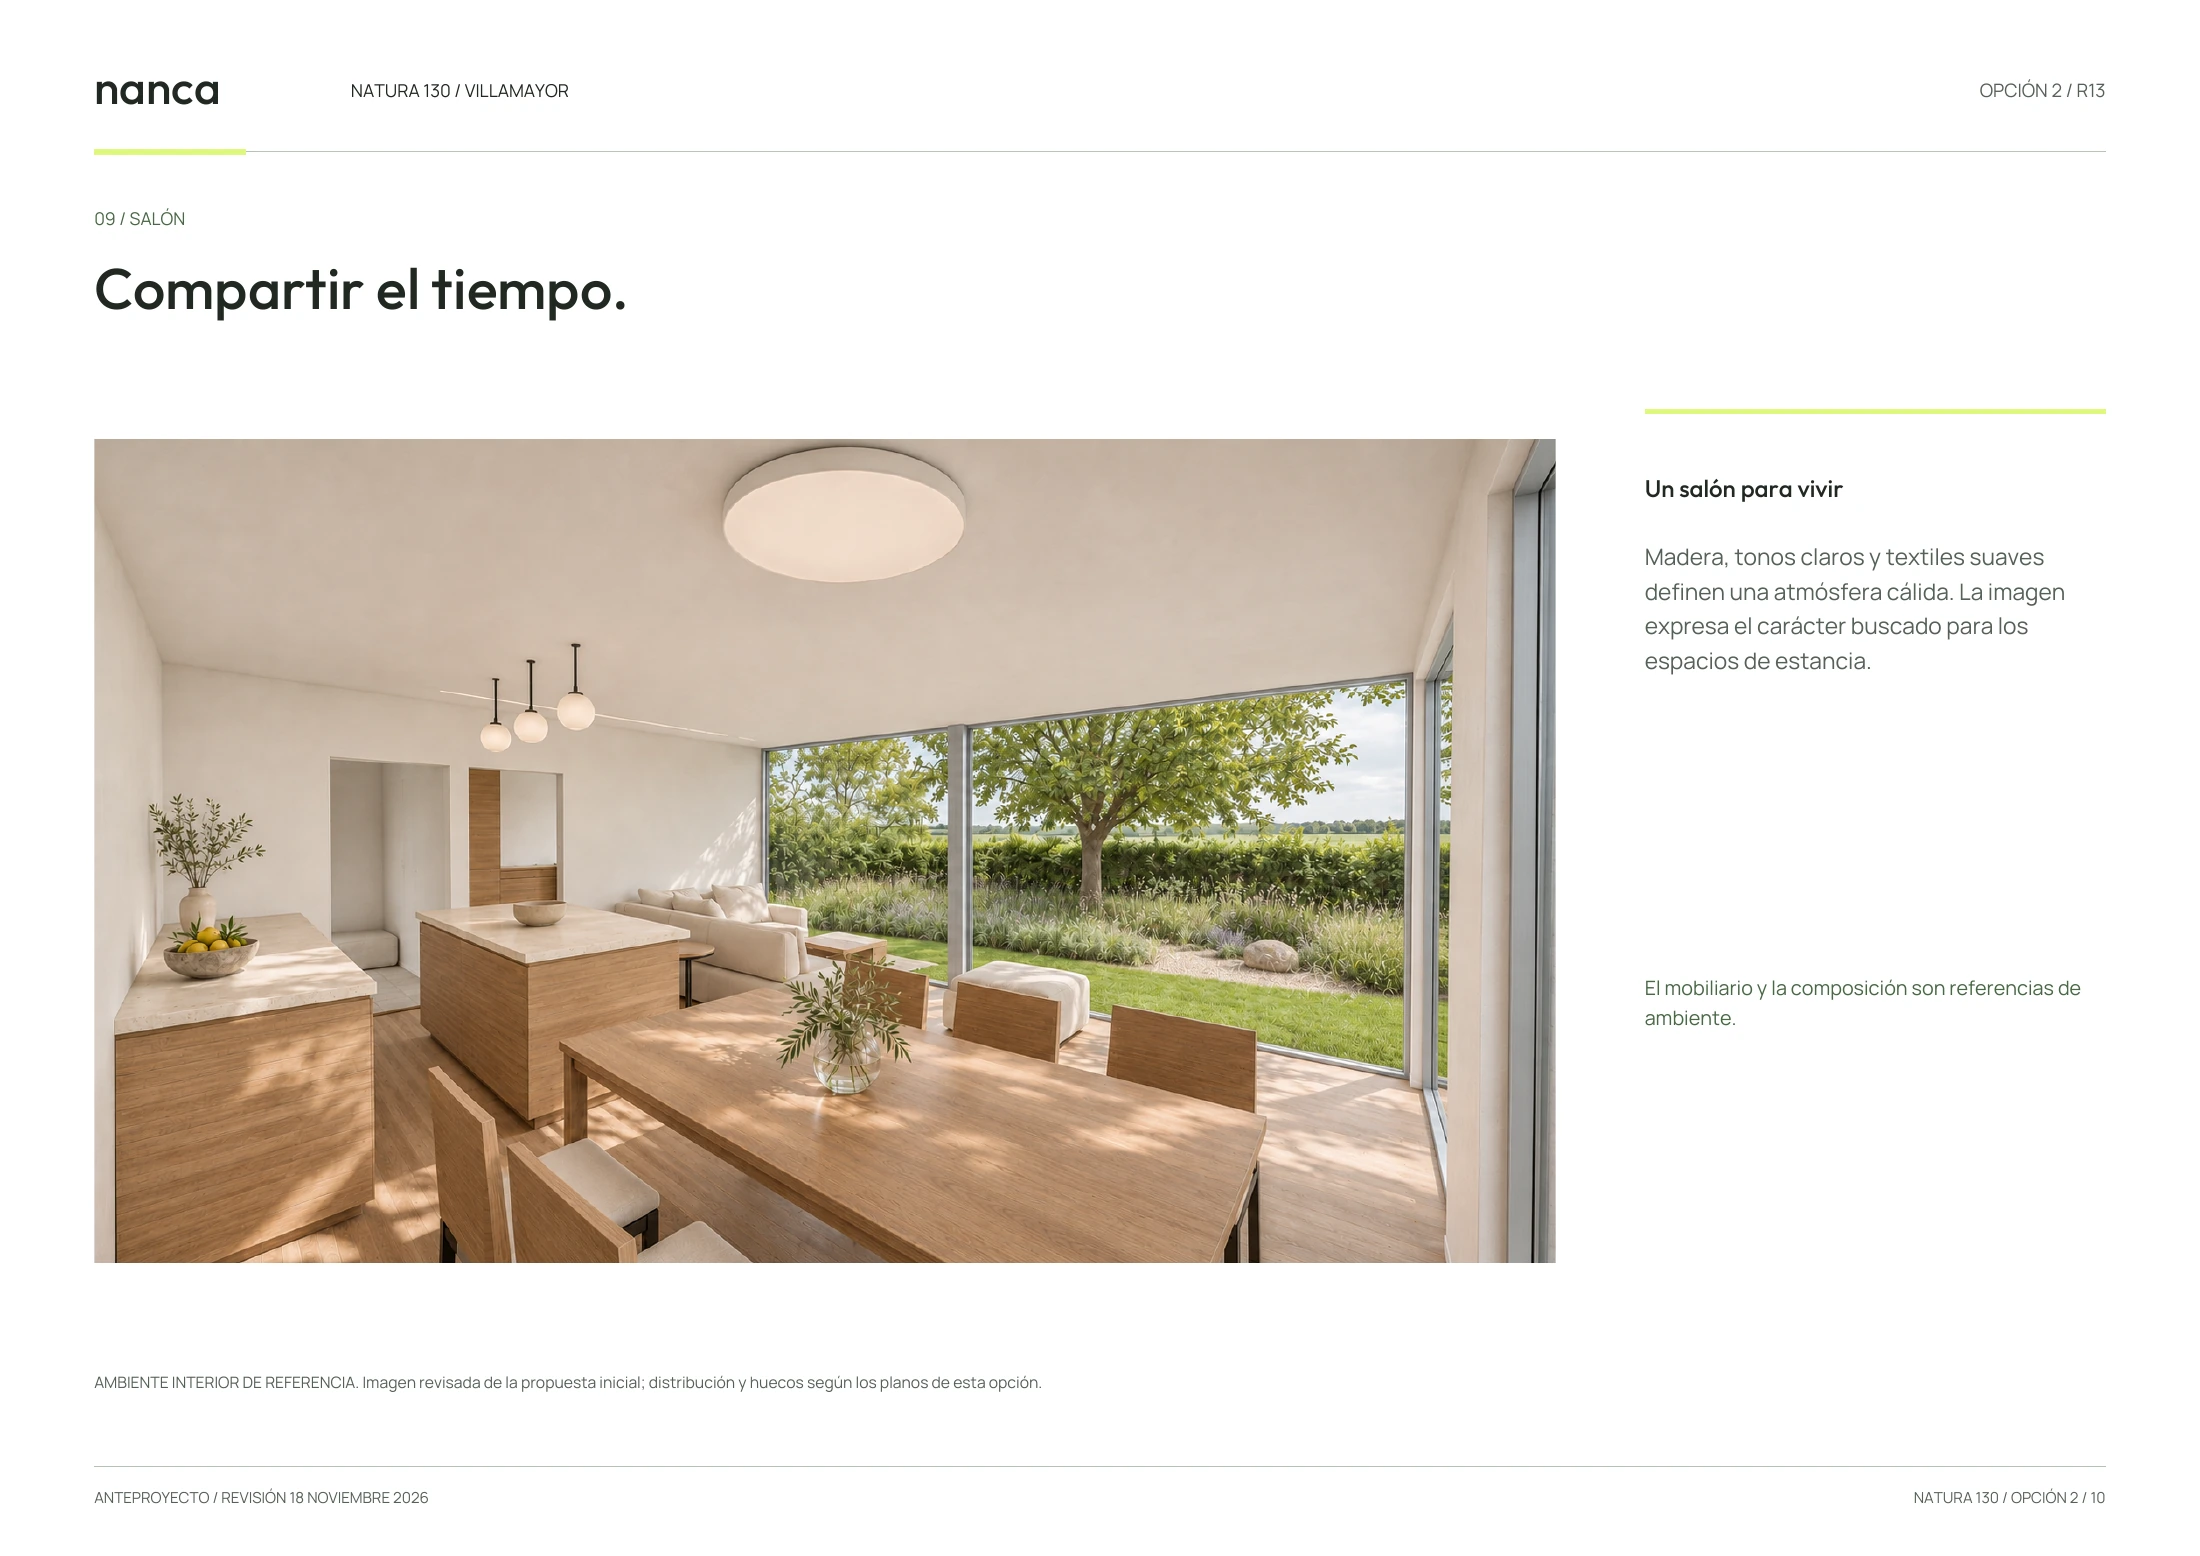 nanca
NATURA 130 / VILLAMAYOR
OPCIÓN 2 / R13
09 / SALÓN
Compartir el tiempo.
Un salón para vivir
Madera, tonos claros y textiles suaves
definen una atmósfera cálida. La imagen
expresa el carácter buscado para los
espacios de estancia.
El mobiliario y la composición son referencias de
ambiente.
AMBIENTE INTERIOR DE REFERENCIA. Imagen revisada de la propuesta inicial; distribución y huecos según los planos de esta opción.
ANTEPROYECTO / REVISIÓN 18 NOVIEMBRE 2026
NATURA 130 / OPCIÓN 2 / 10